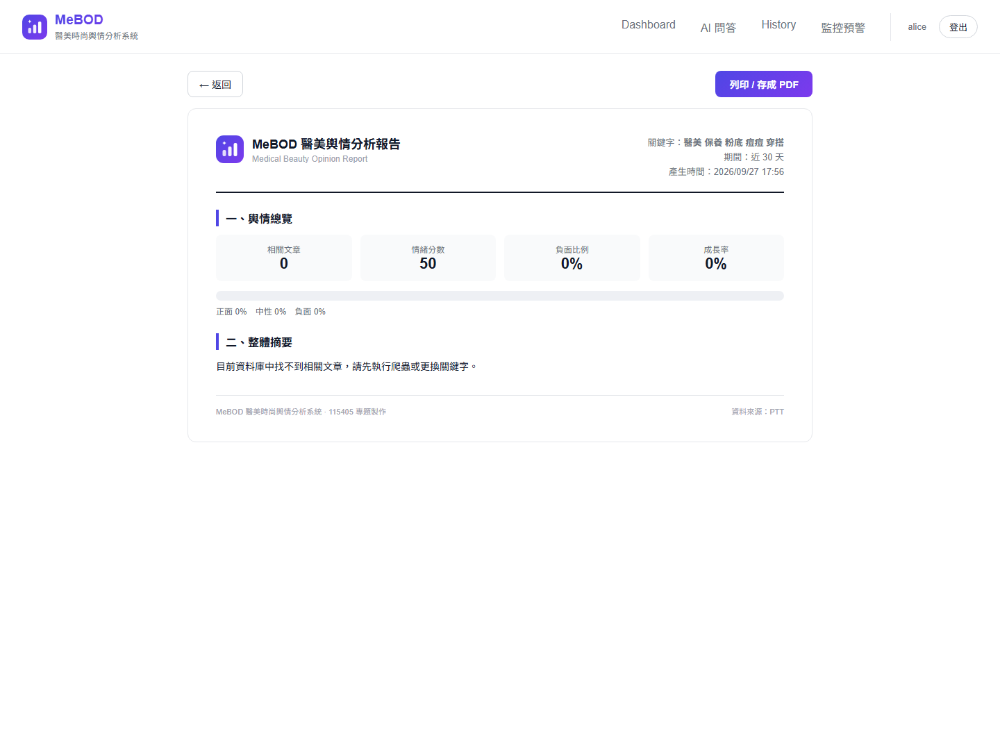 MeBOD
醫美時尚輿情分析系統
Dashboard
AI 問答
History
監控預警
alice
登出
← 返回
列印 / 存成 PDF
MeBOD 醫美輿情分析報告
Medical Beauty Opinion Report
關鍵字：醫美 保養 粉底 痘痘 穿搭
期間：近 30 天
產生時間：2026/09/27 17:56
一、輿情總覽
相關文章
0
情緒分數
50
負面比例
0%
成長率
0%
正面 0% 中性 0% 負面 0%
二、整體摘要
目前資料庫中找不到相關文章，請先執行爬蟲或更換關鍵字。
MeBOD 醫美時尚輿情分析系統 · 115405 專題製作
資料來源：PTT